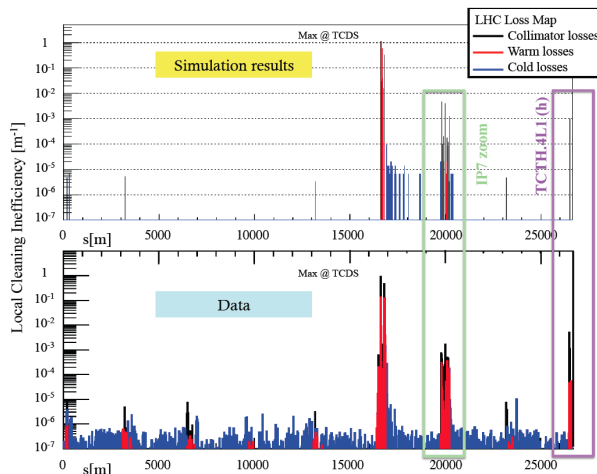 LHC Loss Map
Collimator losses
Warm losses
Cold losses
Max @ TCDS
Simulation results
1
10-1
10-2
10-3
10-4
10-5
10-6
10-7
0
5000
10000
15000
20000
25000
s[m]
IP7 zoom
TCTH.4L1 (h)
Local Cleaning Inefficiency [m-1]
Max @ TCDS
Data
1
10-1
10-2
10-3
10-4
10-5
10-6
10-7
0
5000
10000
15000
20000
25000
s[m]